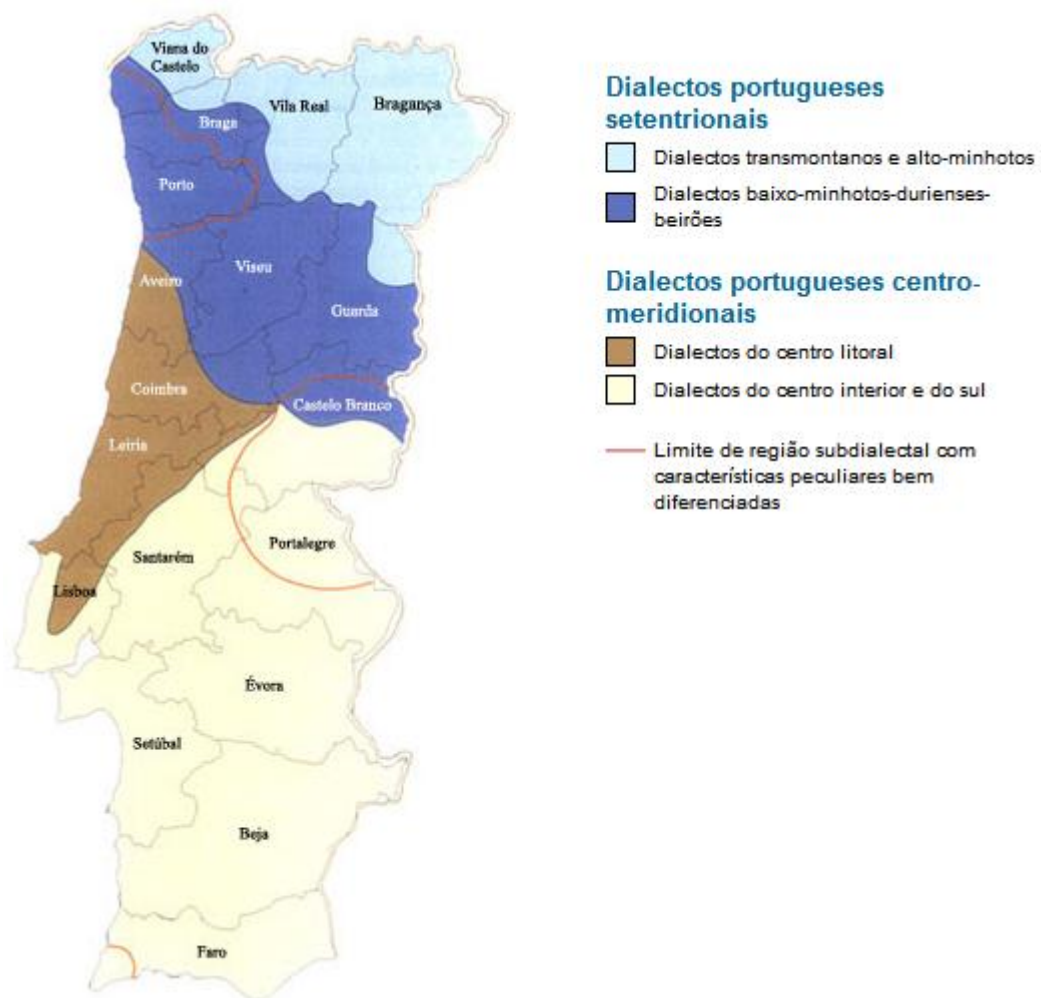 Viana do
Castelo
Vila Real
Bragança
Braga
Porto
Viseu
Aveiro
Guarda
Coimbra
Castelo Branco
Leiria
Portalegre
Santarém
Lisboa
Évora
Setúbal
Beja
Faro
Dialectos portugueses
setentrionais
Dialectos transmontanos e alto-minhotos
Dialectos baixo-minhotos-durienses-
beirões
Dialectos portugueses centro-
meridionais
Dialectos do centro litoral
Dialectos do centro interior e do sul
Limite de região subdialectal com
características peculiares bem
diferenciadas